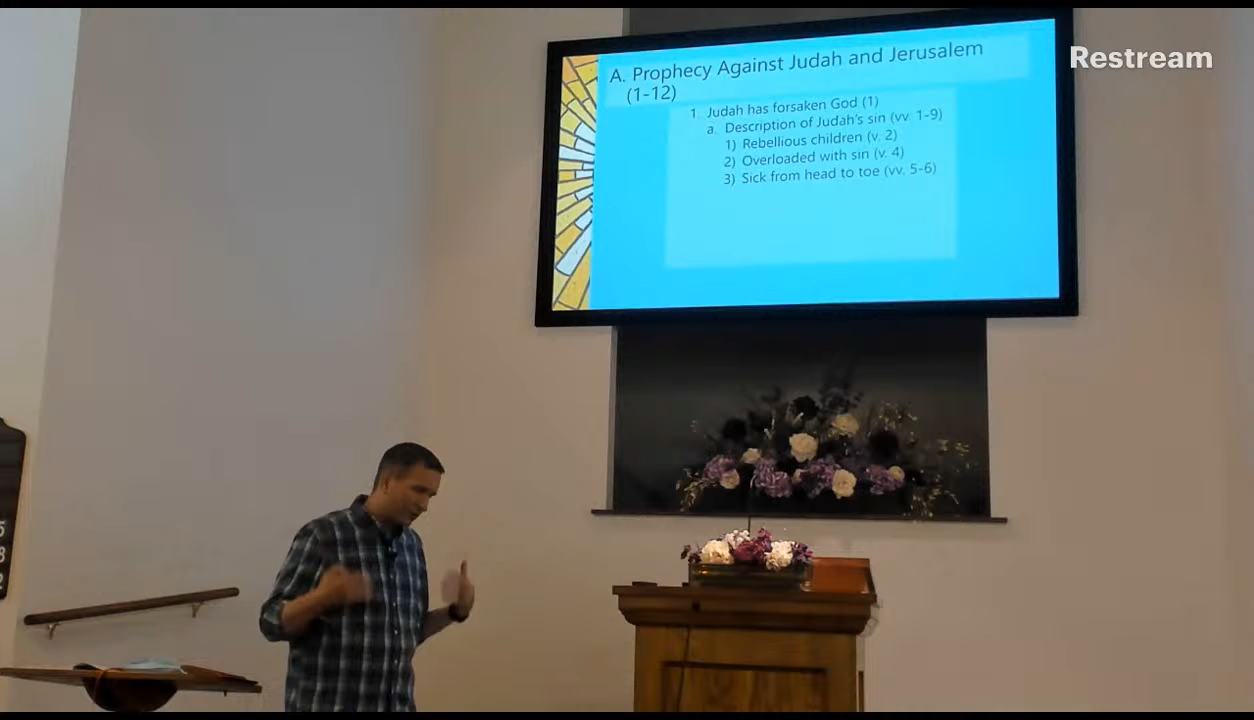 A. Prophecy Against Judah and Jerusalem
(1-12)
1. Judah has forsaken God (1)
a. Description of Judah's sin (vv. 1-9)
1) Rebellious children (v. 2)
2) Overloaded with sin (v. 4)
3) Sick from head to toe (vv. 5-6)
Restream
5
8